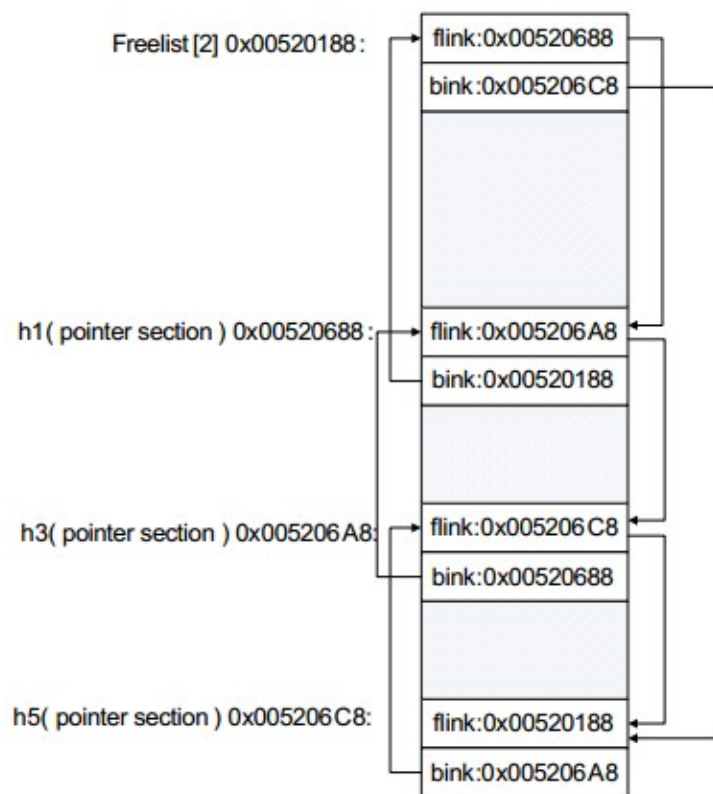 Freelist [2] 0x00520188 :
flink:0x00520688
bink:0x005206C8
h1( pointer section ) 0x00520688 :
flink:0x005206A8
bink:0x00520188
h3( pointer section ) 0x005206A8:
flink:0x005206C8
bink:0x00520688
h5( pointer section ) 0x005206C8:
flink:0x00520188
bink:0x005206A8